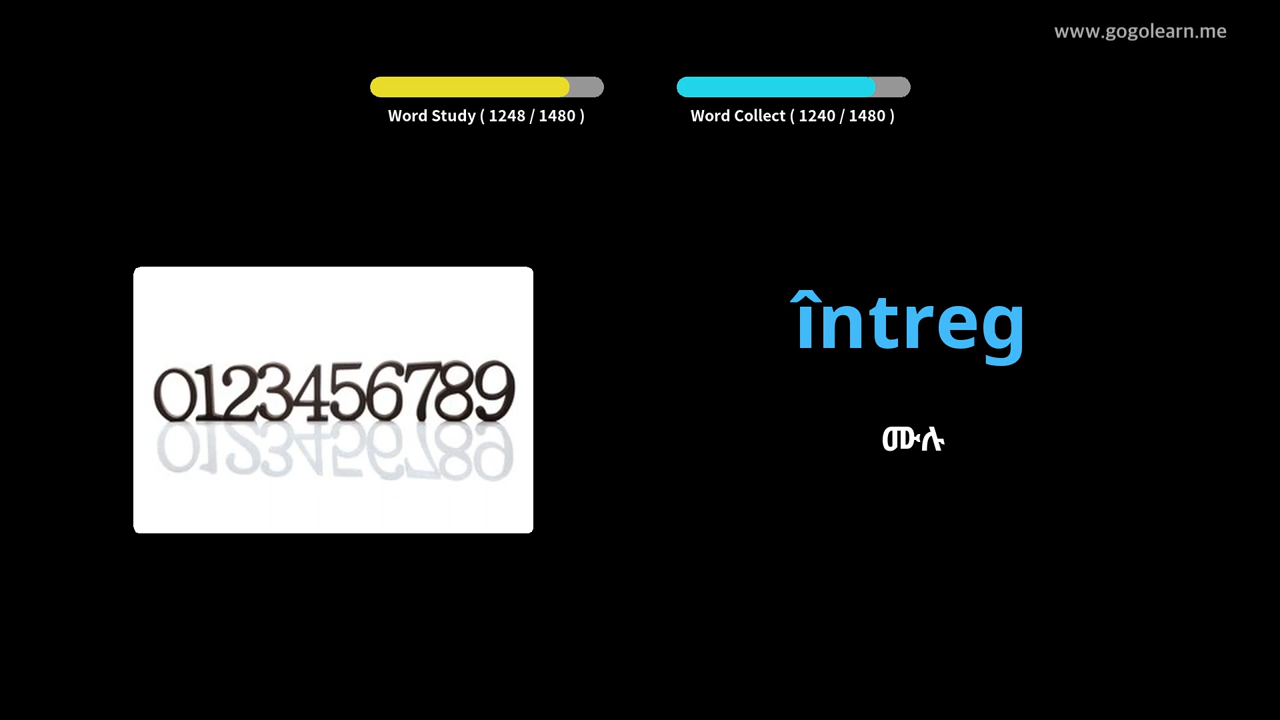 www.gogolearn.me
Word Study ( 1248 / 1480 )
Word Collect ( 1240 / 1480 )
0123456789
întreg
ሙሉ